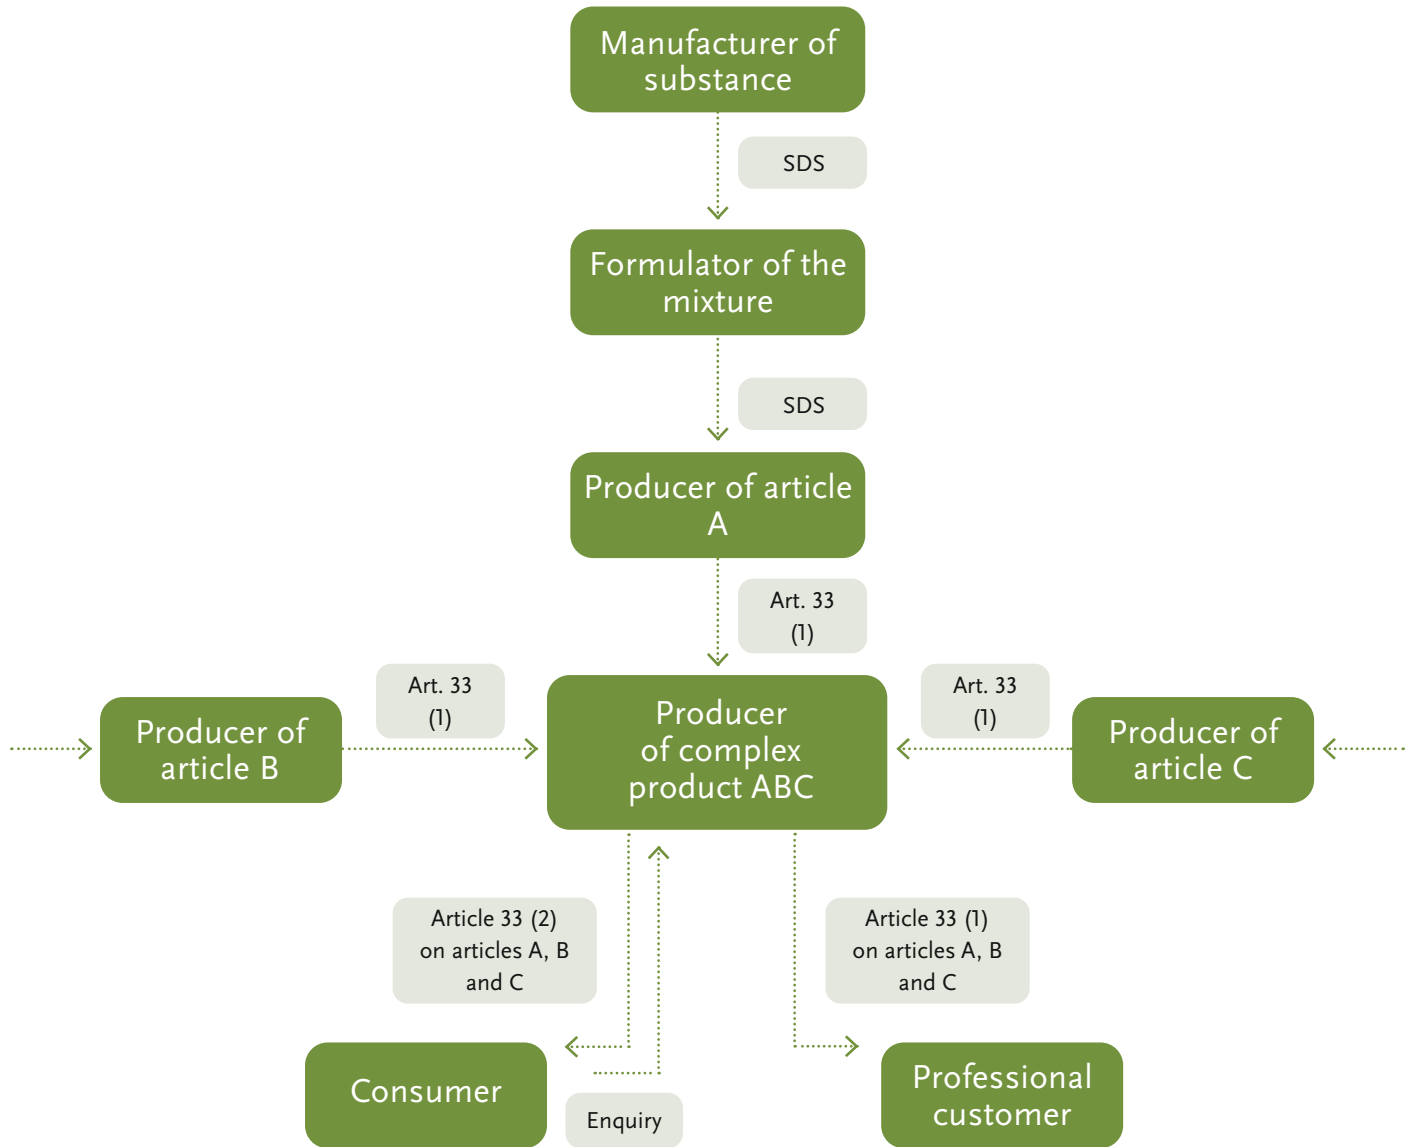 Manufacturer of
substance
SDS
Formulator of the
mixture
SDS
Producer of article
A
Art. 33
(1)
Art. 33
(1)
Art. 33
(1)
Producer of
article B
Producer
of complex
product ABC
Producer of
article C
Article 33 (2)
on articles A, B
and C
Article 33 (1)
on articles A, B
and C
Consumer
Enquiry
Professional
customer